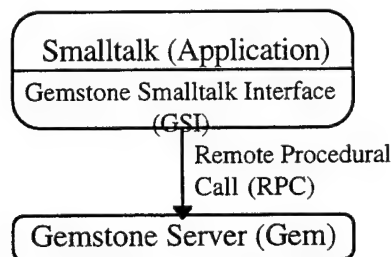 Smalltalk (Application)
Gemstone Smalltalk Interface
(GSI)
Remote Procedural
Call (RPC)
Gemstone Server (Gem)